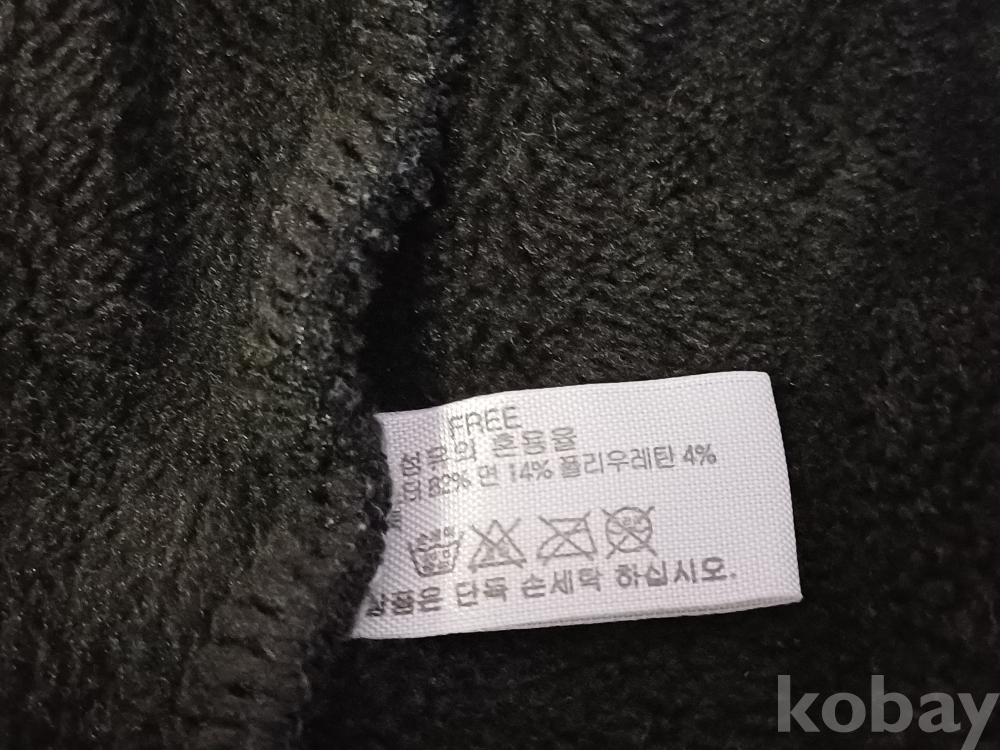 FREE
섬유의 혼용율
82% 면 14% 폴리우레탄 4%
제품은 단독 손세탁 하십시오.
kobay